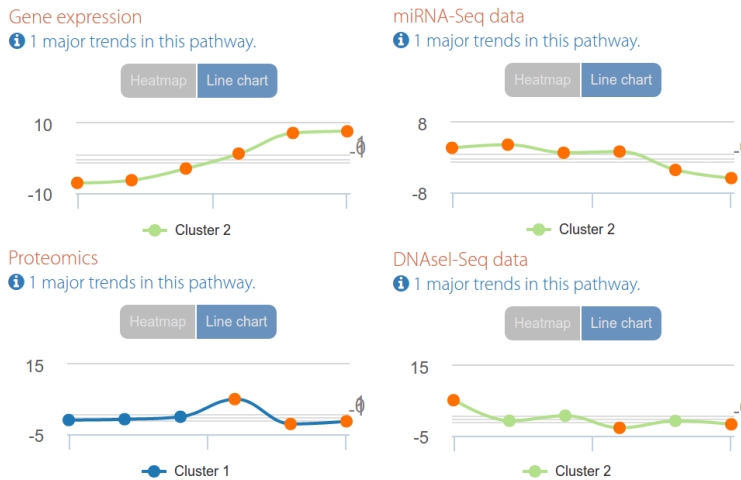 Gene expression
1 major trends in this pathway.
Heatmap Line chart
10
-10
Cluster 2
miRNA-Seq data
1 major trends in this pathway.
Heatmap Line chart
8
-8
Cluster 2
Proteomics
1 major trends in this pathway.
Heatmap Line chart
15
-5
Cluster 1
DNAseI-Seq data
1 major trends in this pathway.
Heatmap Line chart
15
-5
Cluster 2